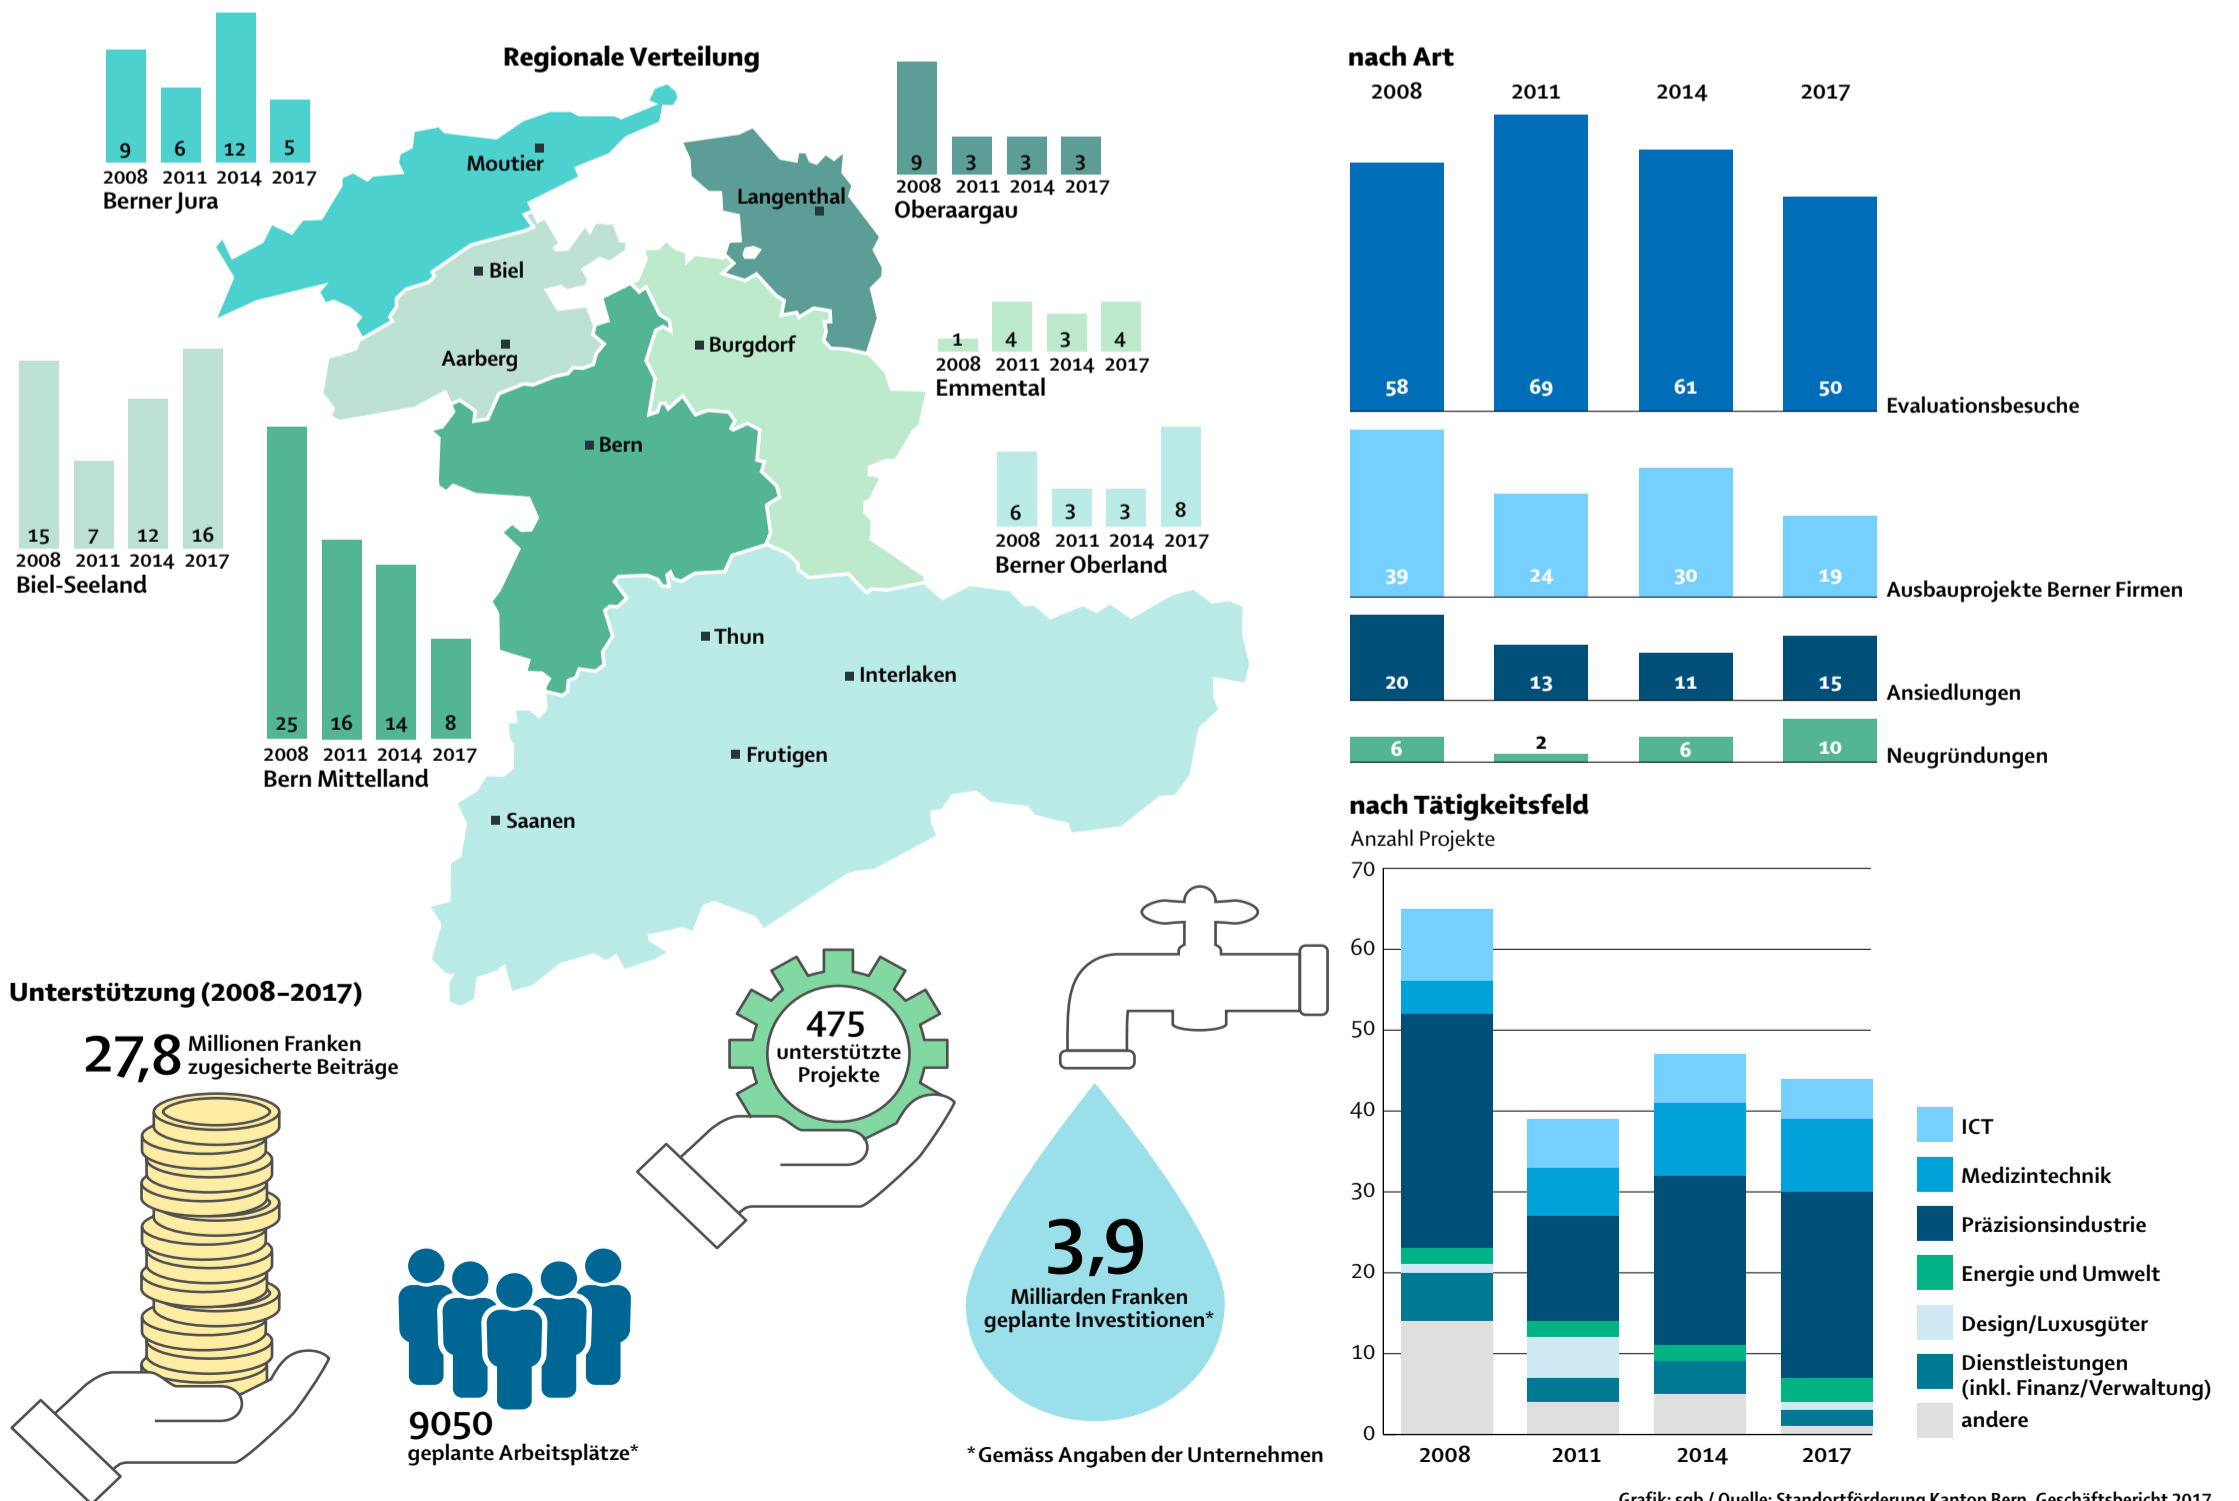 Regionale Verteilung
9 6 12 5
2008 2011 2014 2017
Berner Jura
9 3 3 3
2008 2011 2014 2017
Oberaargau
1 4 3 4
2008 2011 2014 2017
Emmental
15 7 12 16
2008 2011 2014 2017
Biel-Seeland
25 16 14 8
2008 2011 2014 2017
Bern Mittelland
6 3 3 8
2008 2011 2014 2017
Berner Oberland
Moutier
Langenthal
Biel
Aarberg
Burgdorf
Bern
Thun
Interlaken
Frutigen
Saanen
Unterstützung (2008–2017)
27,8 Millionen Franken
zugesicherte Beiträge
9050
geplante Arbeitsplätze*
475
unterstützte
Projekte
3,9
Milliarden Franken
geplante Investitionen*
*Gemäss Angaben der Unternehmen
nach Art
2008 2011 2014 2017
58 69 61 50 Evaluationsbesuche
39 24 30 19 Ausbauprojekte Berner Firmen
20 13 11 15 Ansiedlungen
6 2 6 10 Neugründungen
nach Tätigkeitsfeld
Anzahl Projekte
70
60
50
40
30
20
10
0
2008 2011 2014 2017
ICT
Medizintechnik
Präzisionsindustrie
Energie und Umwelt
Design/Luxusgüter
Dienstleistungen
(inkl. Finanz/Verwaltung)
andere
Grafik: sgb / Quelle: Standortförderung Kanton Bern, Geschäftsbericht 2017